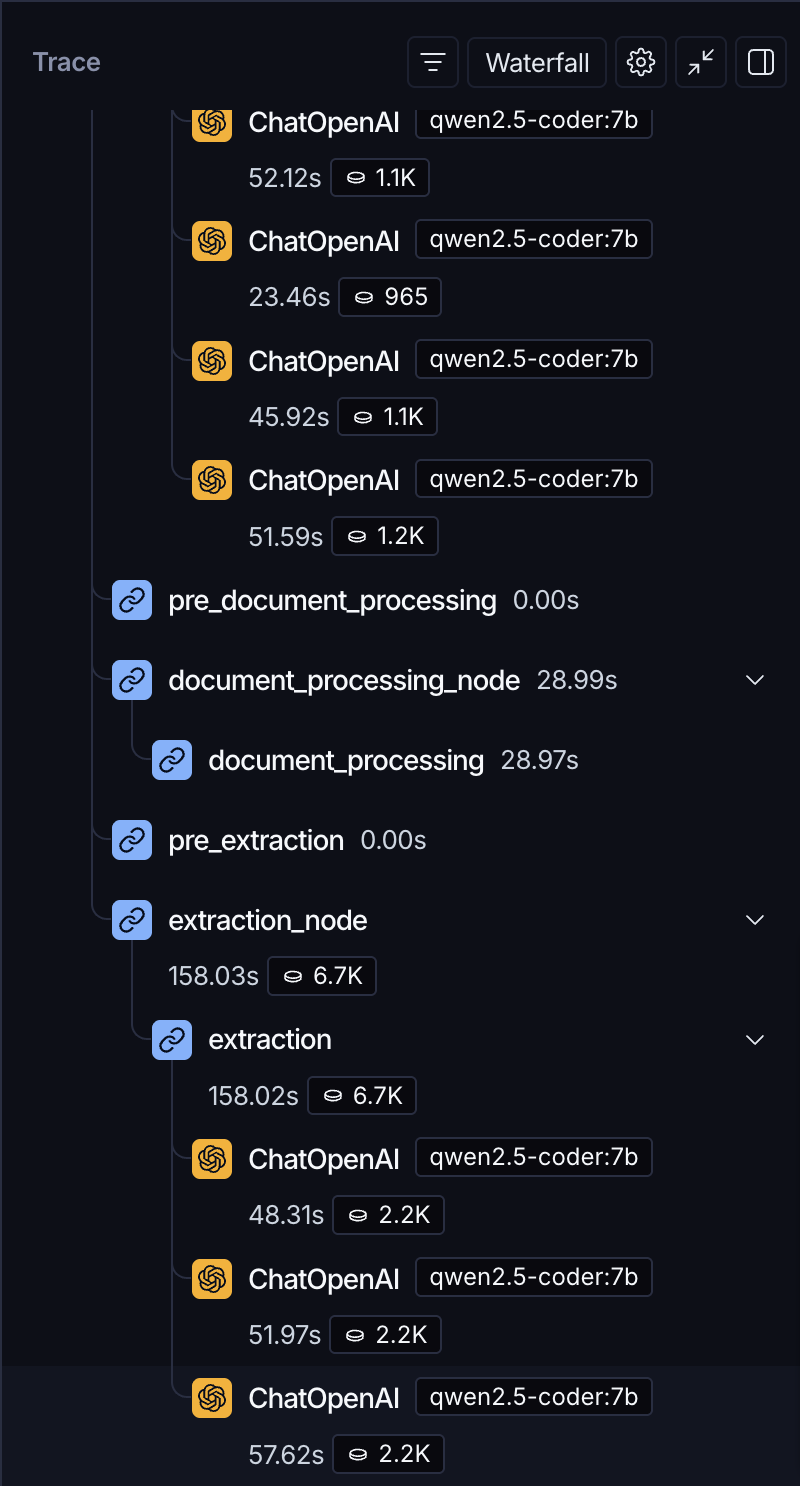 Trace Waterfall
ChatOpenAI qwen2.5-coder:7b
52.12s 1.1K
ChatOpenAI qwen2.5-coder:7b
23.46s 965
ChatOpenAI qwen2.5-coder:7b
45.92s 1.1K
ChatOpenAI qwen2.5-coder:7b
51.59s 1.2K
pre_document_processing 0.00s
document_processing_node 28.99s
document_processing 28.97s
pre_extraction 0.00s
extraction_node
158.03s 6.7K
extraction
158.02s 6.7K
ChatOpenAI qwen2.5-coder:7b
48.31s 2.2K
ChatOpenAI qwen2.5-coder:7b
51.97s 2.2K
ChatOpenAI qwen2.5-coder:7b
57.62s 2.2K